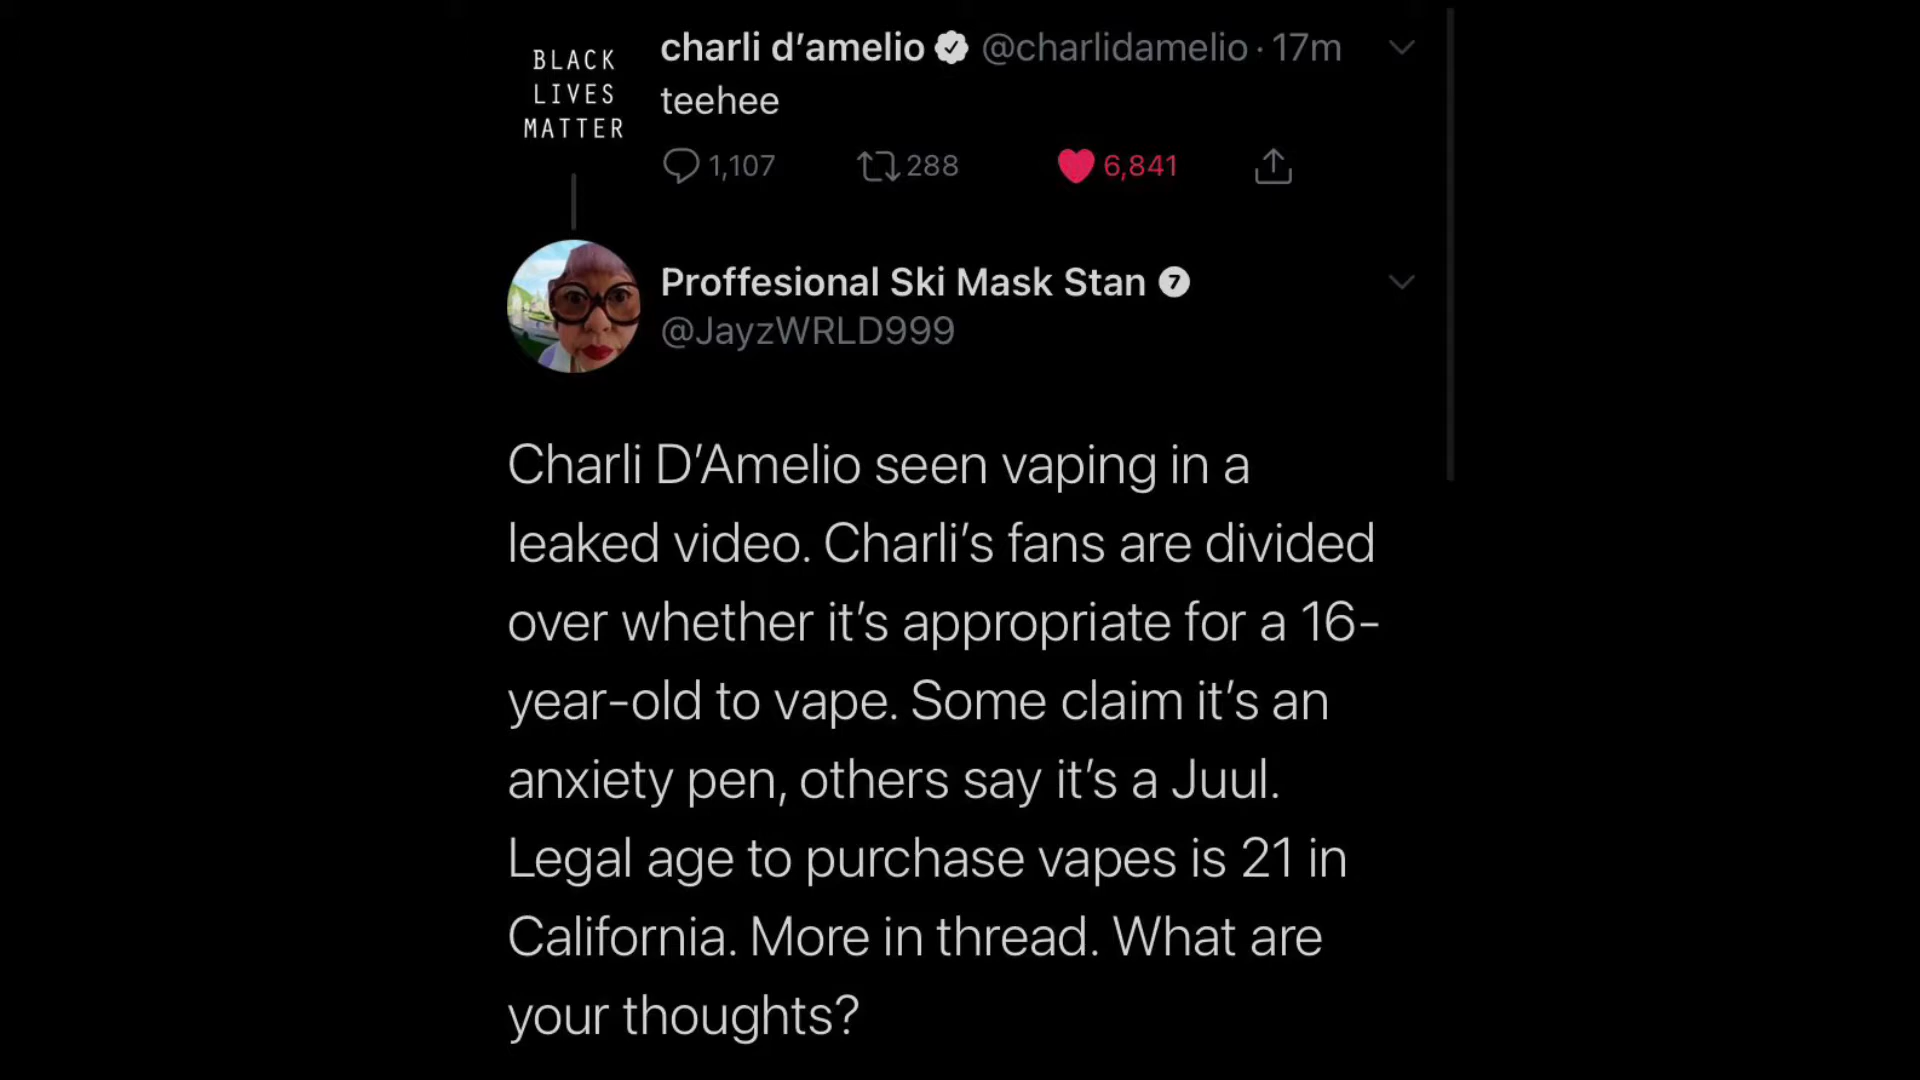 BLACK
LIVES
MATTER
charli d’amelio @charlidamelio · 17m
teehee
1,107 288 6,841
Proffesional Ski Mask Stan 7
@JayzWRLD999
Charli D’Amelio seen vaping in a
leaked video. Charli’s fans are divided
over whether it’s appropriate for a 16-
year-old to vape. Some claim it’s an
anxiety pen, others say it’s a Juul.
Legal age to purchase vapes is 21 in
California. More in thread. What are
your thoughts?